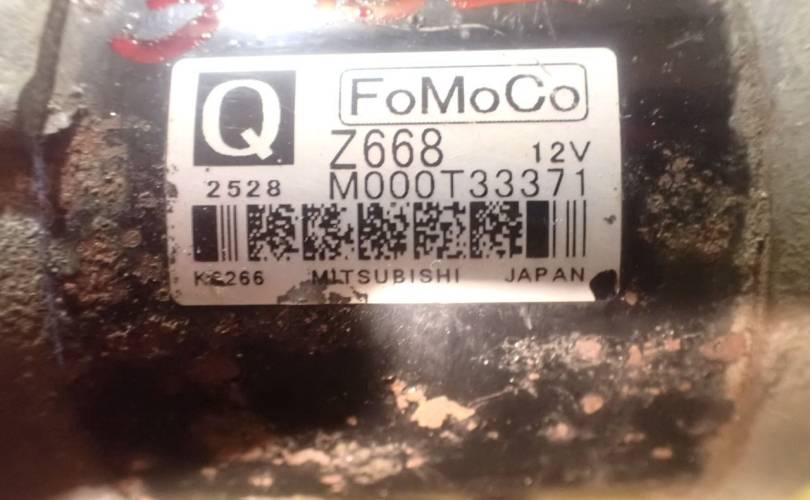 Q FoMoCo
Z668 12V
2528 M000T33371
MITSUBISHI JAPAN